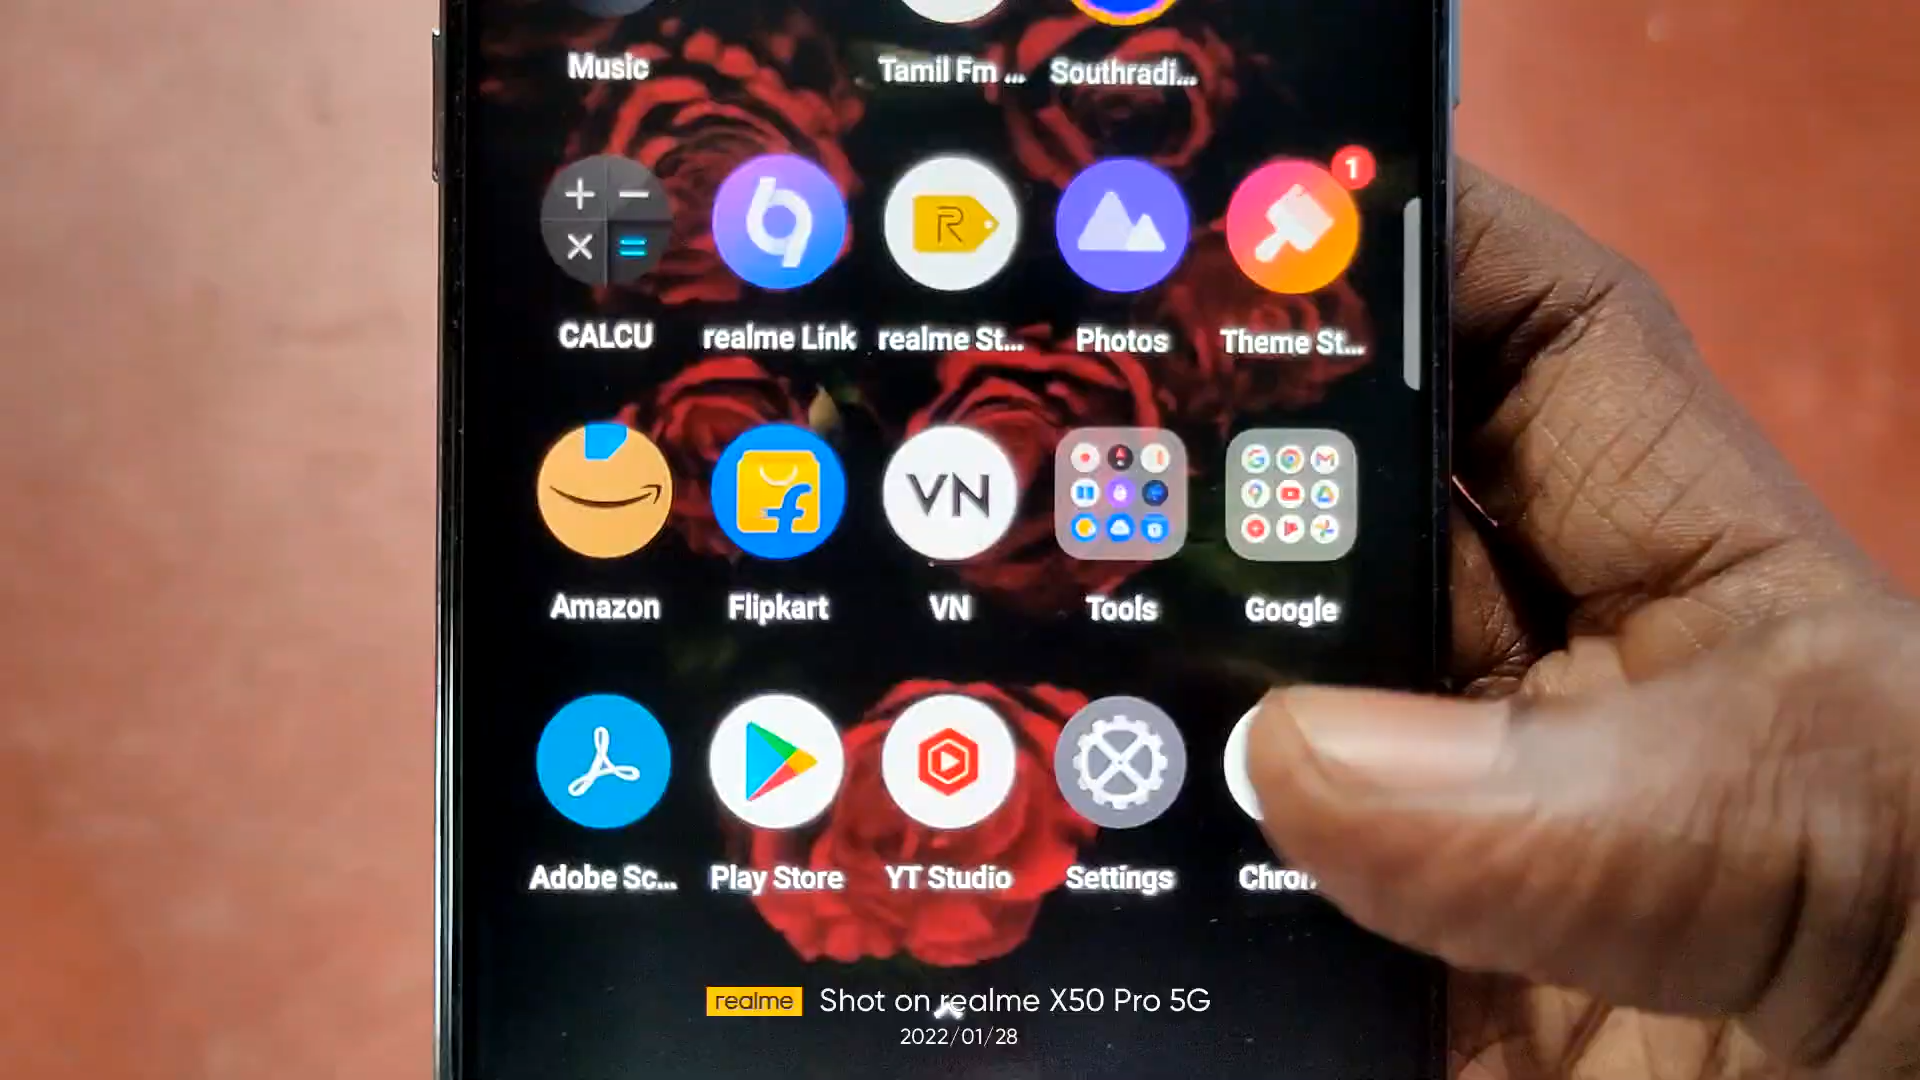 Music Tamil Fm ... Southradi...
1
R
CALCU realme Link realme St... Photos Theme St...
VN
Amazon Flipkart VN Tools Google
Adobe Sc... Play Store YT Studio Settings
realme Shot on realme X50 Pro 5G
2022/01/28